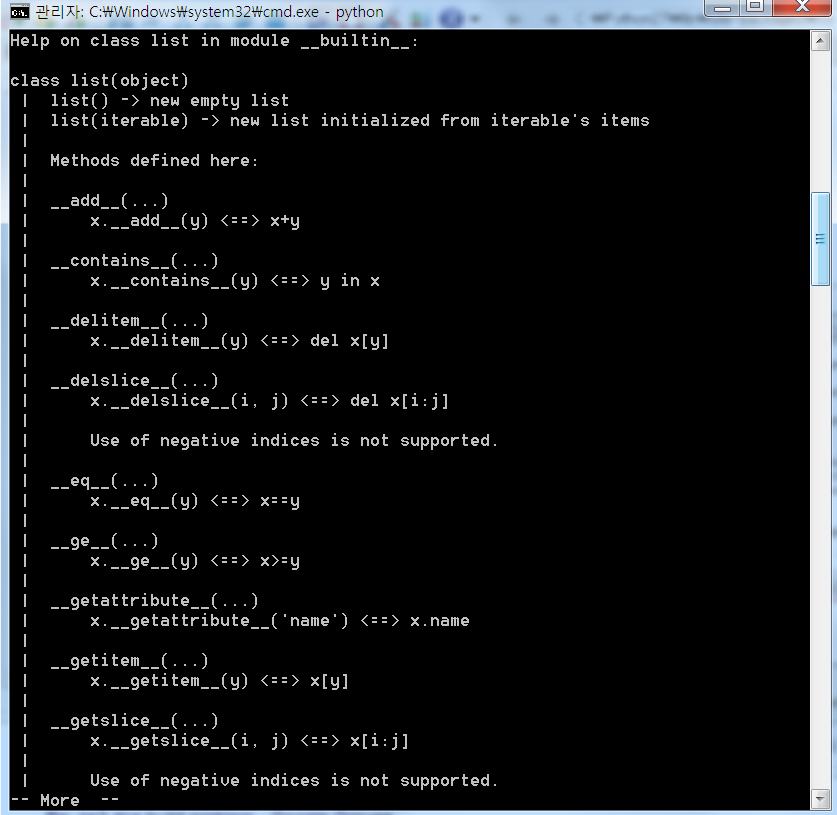 관리자: C:₩Windows₩system32₩cmd.exe - python
Help on class list in module __builtin__:
class list(object)
 |  list() -> new empty list
 |  list(iterable) -> new list initialized from iterable's items
 |
 |  Methods defined here:
 |
 |  __add__(...)
 |      x.__add__(y) <==> x+y
 |
 |  __contains__(...)
 |      x.__contains__(y) <==> y in x
 |
 |  __delitem__(...)
 |      x.__delitem__(y) <==> del x[y]
 |
 |  __delslice__(...)
 |      x.__delslice__(i, j) <==> del x[i:j]
 |
 |      Use of negative indices is not supported.
 |
 |  __eq__(...)
 |      x.__eq__(y) <==> x==y
 |
 |  __ge__(...)
 |      x.__ge__(y) <==> x>=y
 |
 |  __getattribute__(...)
 |      x.__getattribute__('name') <==> x.name
 |
 |  __getitem__(...)
 |      x.__getitem__(y) <==> x[y]
 |
 |  __getslice__(...)
 |      x.__getslice__(i, j) <==> x[i:j]
 |
 |      Use of negative indices is not supported.
-- More  --